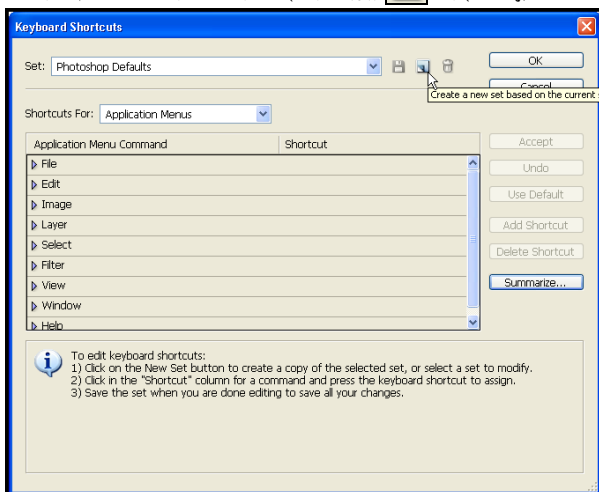 Keyboard Shortcuts
Set: Photoshop Defaults
OK
Cancel
Create a new set based on the current
Shortcuts For: Application Menus
Application Menu Command Shortcut
Accept
File
Undo
Edit
Use Default
Image
Layer
Add Shortcut
Select
Delete Shortcut
Filter
View
Summarize...
Window
Help
To edit keyboard shortcuts:
1) Click on the New Set button to create a copy of the selected set, or select a set to modify.
2) Click in the "Shortcut" column for a command and press the keyboard shortcut to assign.
3) Save the set when you are done editing to save all your changes.